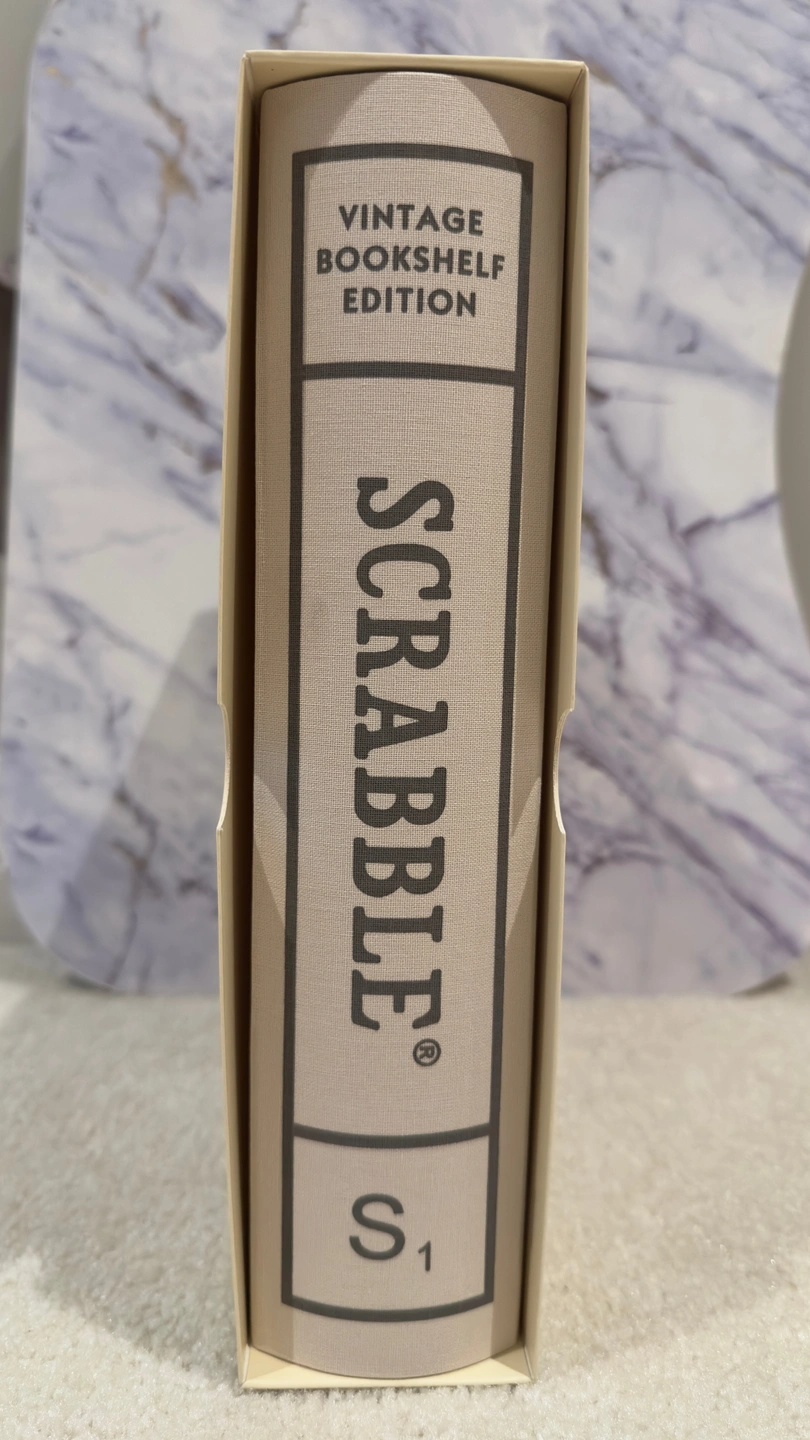 VINTAGE
BOOKSHELF
EDITION
SCRABBLE®
S1